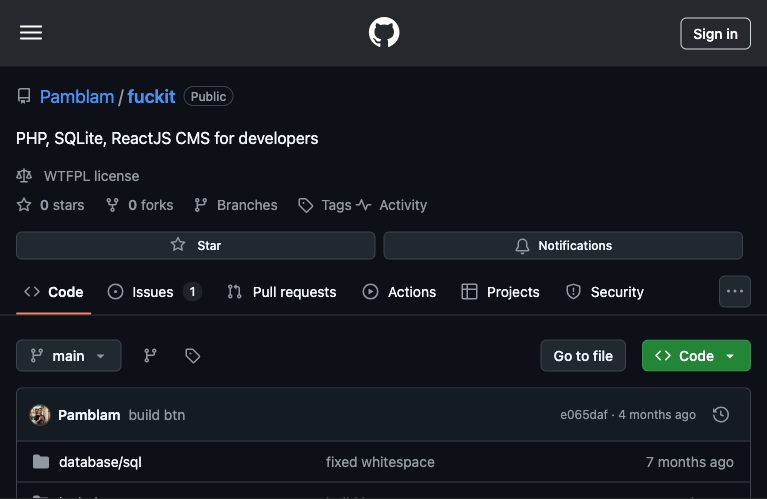 Sign in
Pamblam / fuckit Public
PHP, SQLite, ReactJS CMS for developers
WTFPL license
0 stars 0 forks Branches Tags Activity
Star Notifications
Code Issues 1 Pull requests Actions Projects Security
main Go to file Code
Pamblam build btn e065daf · 4 months ago
database/sql fixed whitespace 7 months ago